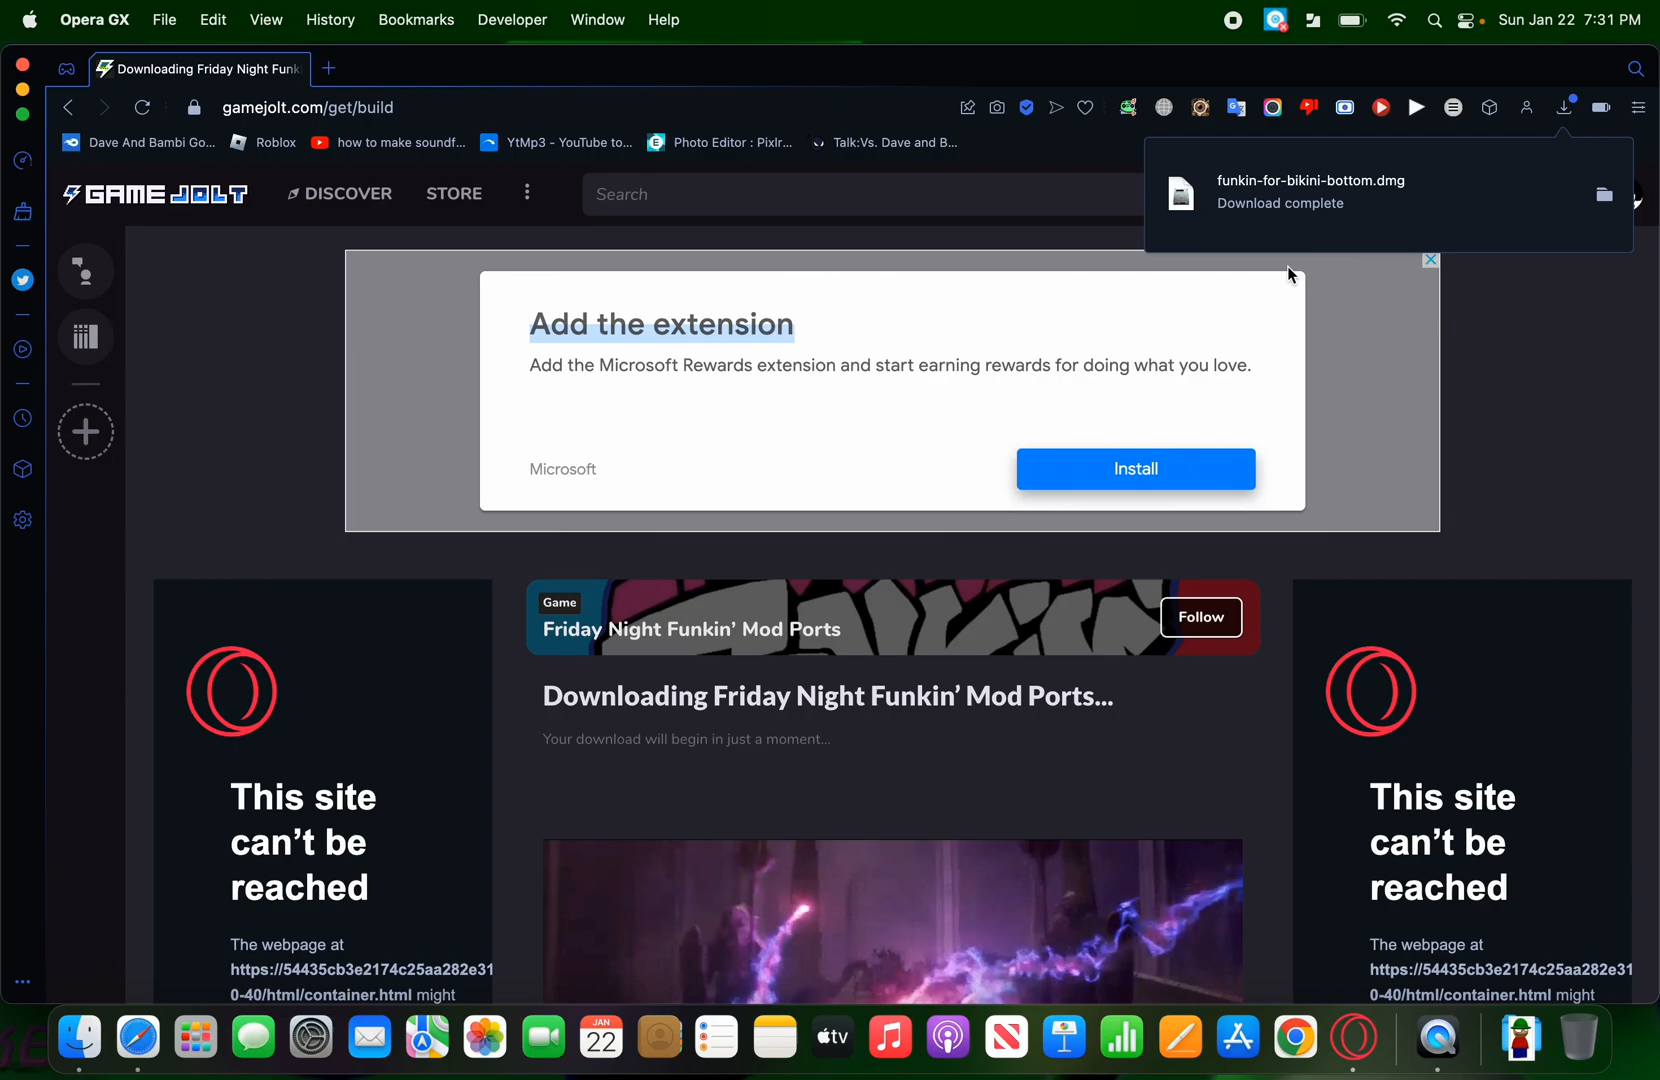 Opera GX File Edit View History Bookmarks Developer Window Help Sun Jan 22 7:31 PM
Downloading Friday Night Funk
gamejolt.com/get/build
Dave And Bambi Go... Roblox how to make soundf... YtMp3 - YouTube to... Photo Editor : Pixlr... Talk:Vs. Dave and B...
funkin-for-bikini-bottom.dmg
Download complete
GAME JOLT DISCOVER STORE Search
Add the extension
Add the Microsoft Rewards extension and start earning rewards for doing what you love.
Microsoft Install
Game
Friday Night Funkin’ Mod Ports
Follow
Downloading Friday Night Funkin’ Mod Ports...
Your download will begin in just a moment...
This site
can’t be
reached
The webpage at
https://54435cb3e2174c25aa282e31
0-40/html/container.html might
This site
can’t be
reached
The webpage at
https://54435cb3e2174c25aa282e31
0-40/html/container.html might
JAN
22
tv